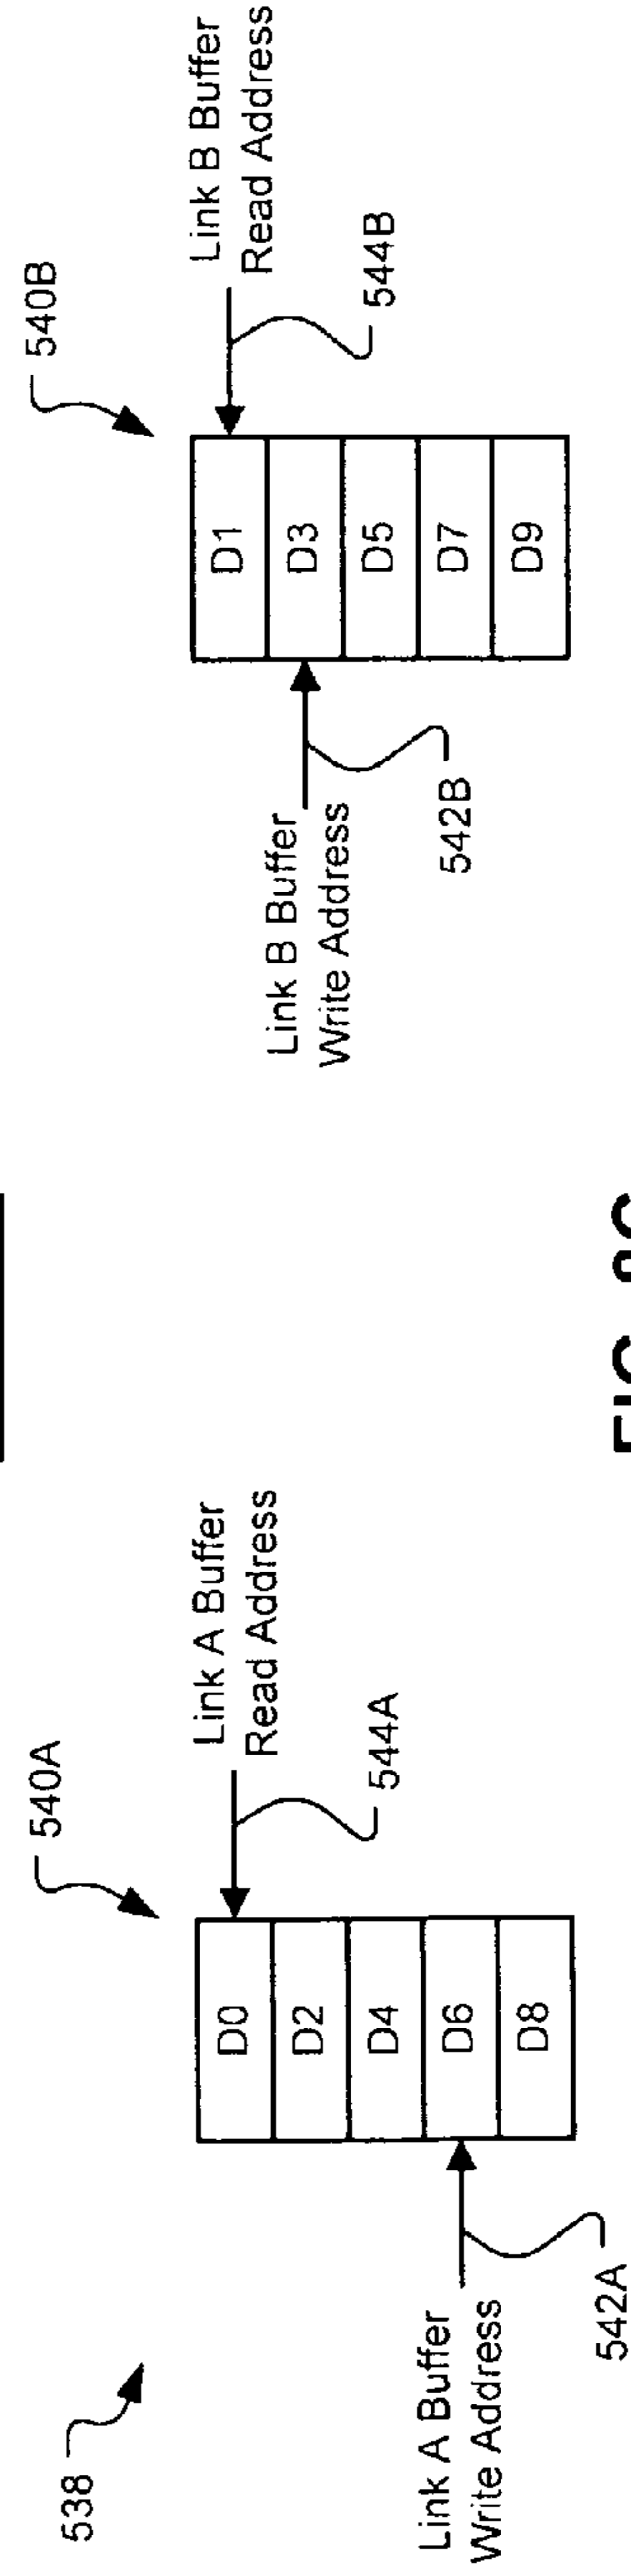 538
540A
D0
D2
D4
D6
D8
Link A Buffer
Read Address
544A
Link A Buffer
Write Address
542A
540B
D1
D3
D5
D7
D9
Link B Buffer
Read Address
544B
Link B Buffer
Write Address
542B